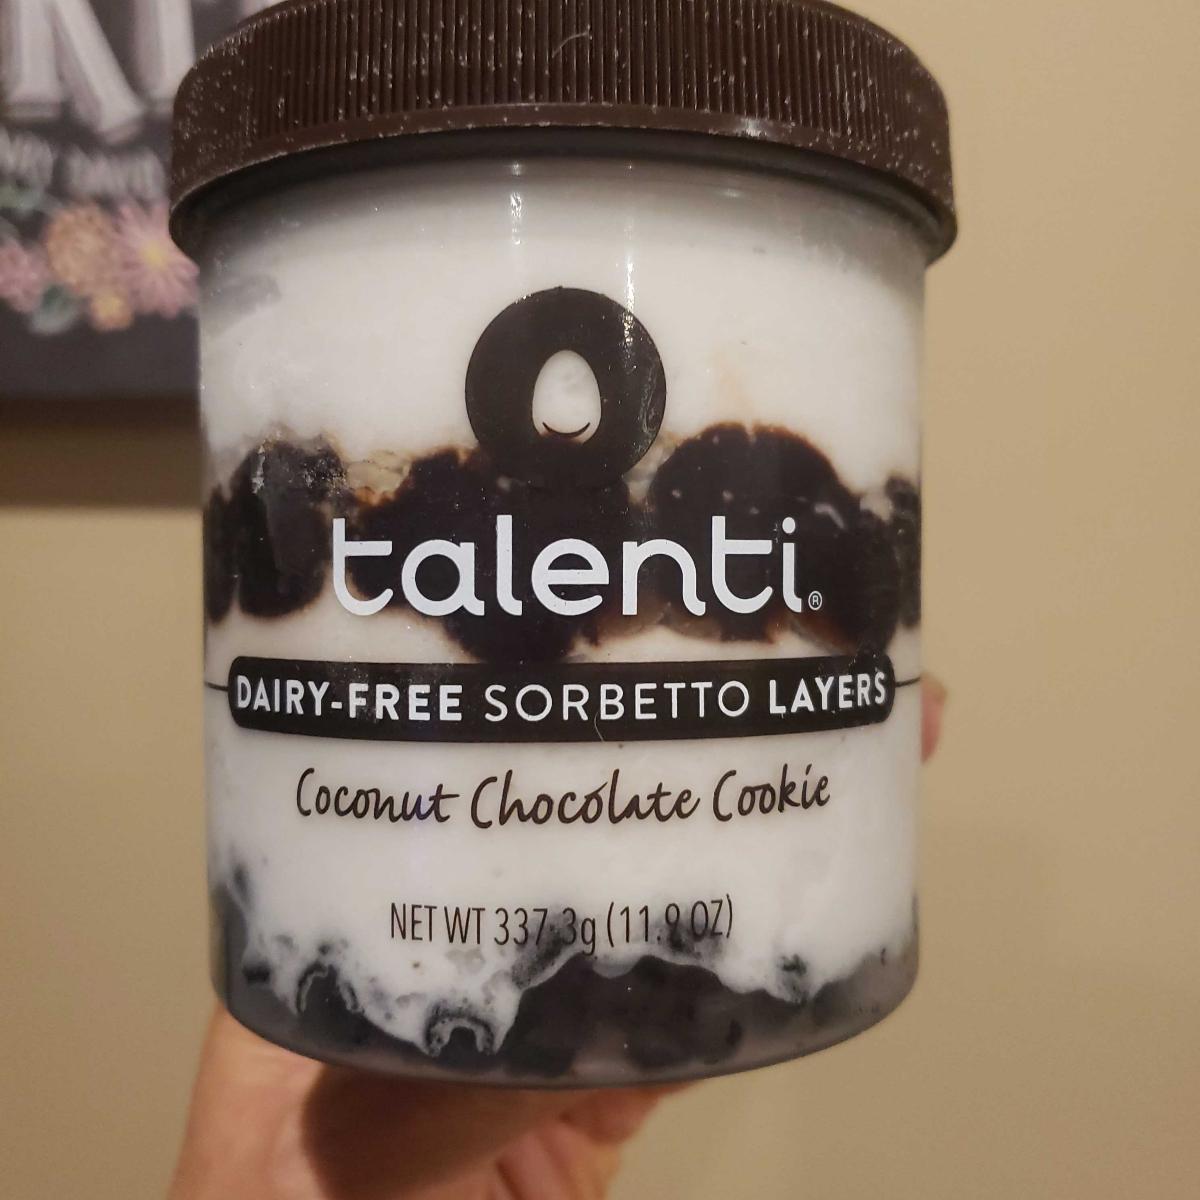 talenti®
DAIRY-FREE SORBETTO LAYERS
Coconut Chocolate Cookie
NET WT 337.3g (11.9 OZ)